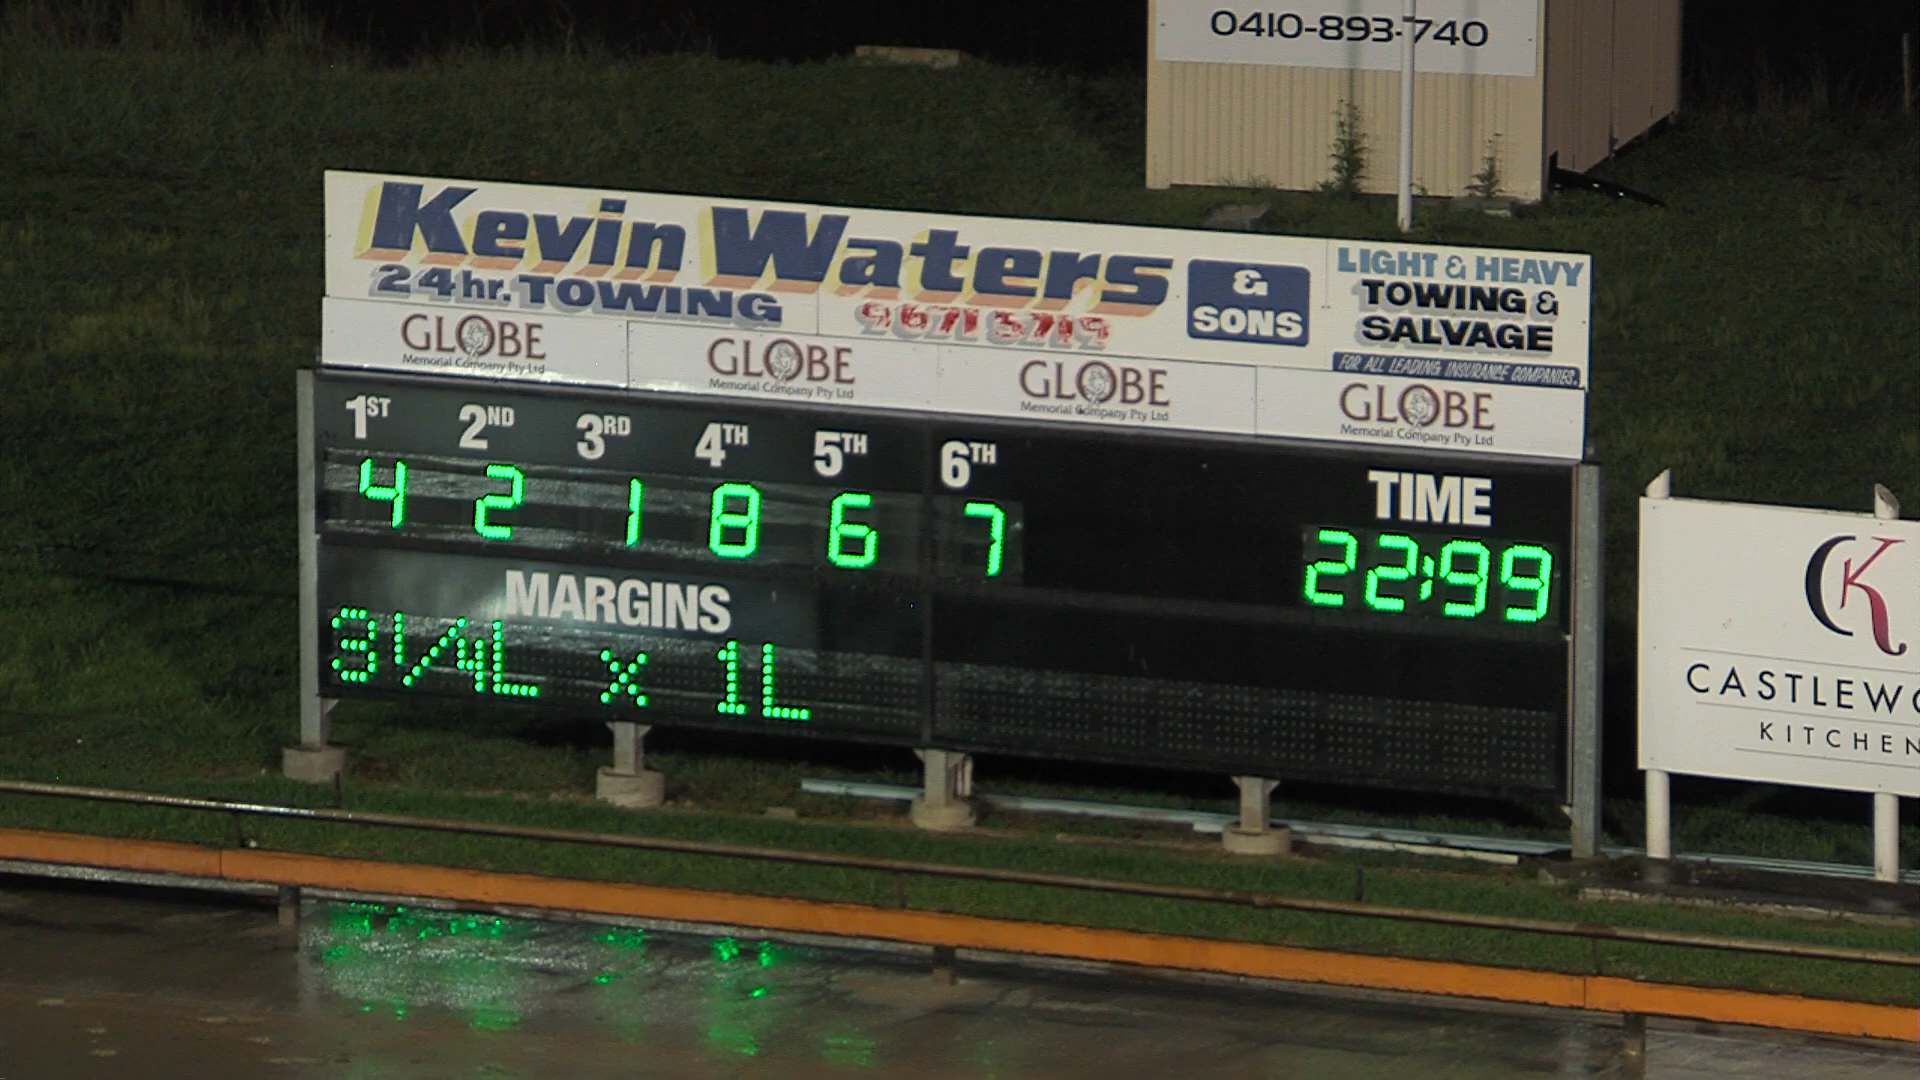 0410-893-740
Kevin Waters & SONS
24hr. TOWING
9671 5719
LIGHT & HEAVY
TOWING &
SALVAGE
FOR ALL LEADING INSURANCE COMPANIES.
GLOBE
Memorial Company Pty Ltd
GLOBE
Memorial Company Pty Ltd
GLOBE
Memorial Company Pty Ltd
GLOBE
Memorial Company Pty Ltd
1ST 2ND 3RD 4TH 5TH 6TH TIME
4 2 1 8 6 7 22:99
MARGINS
3 1/4L x 1L
CK
KITCHEN